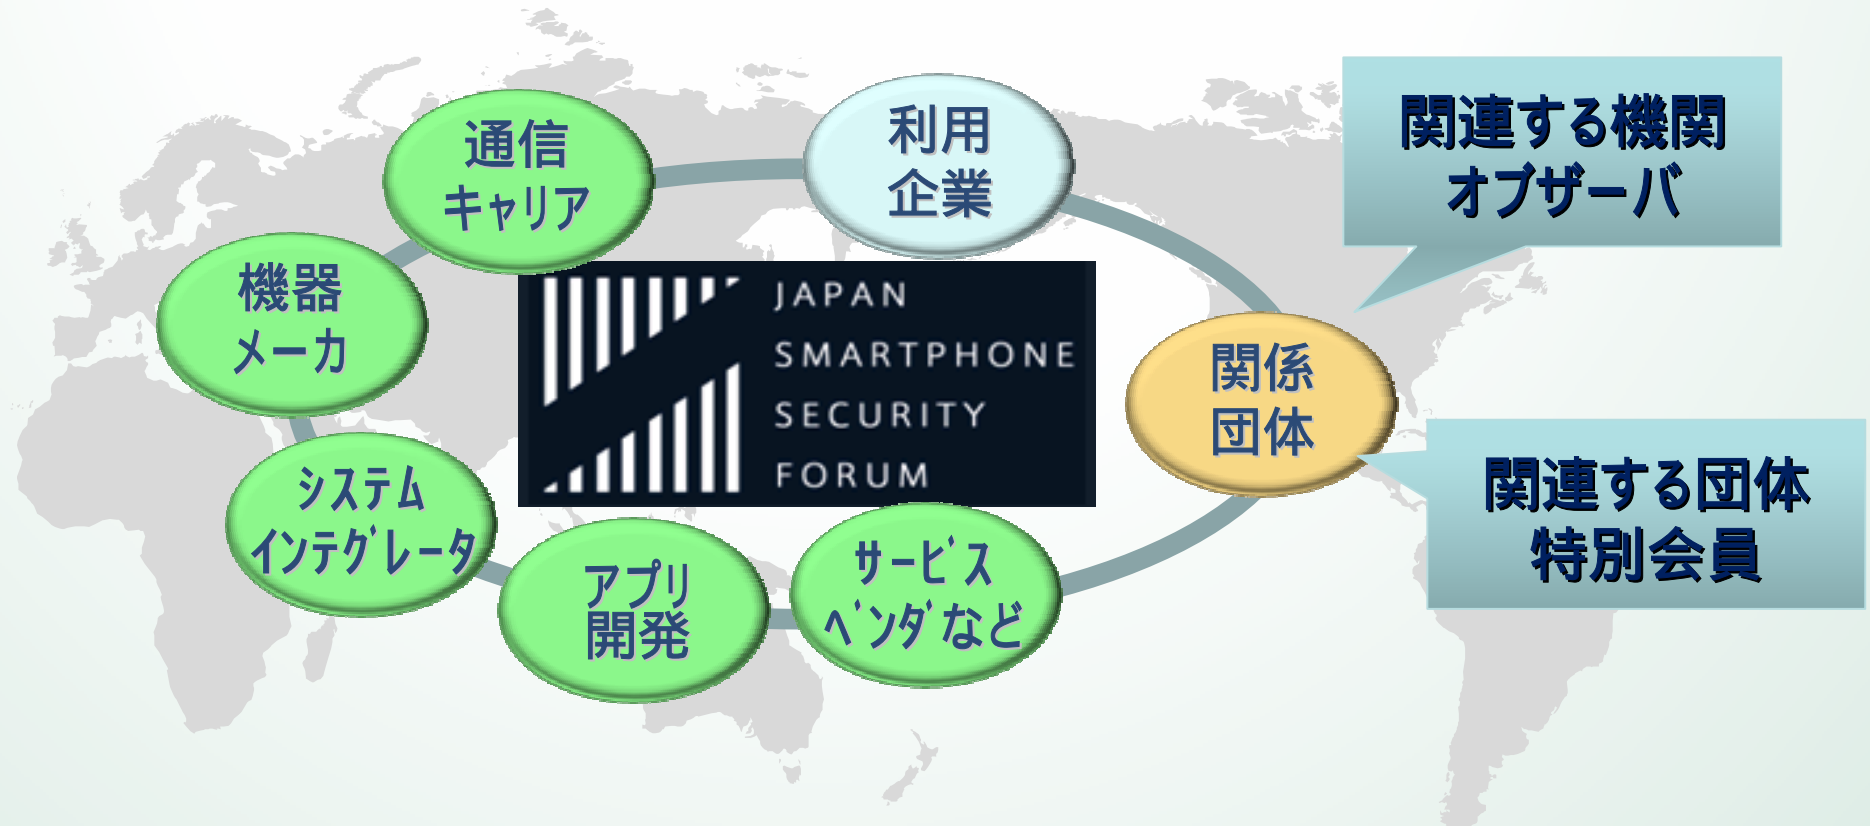 通信
キャリア
利用
企業
関連する機関
オブザーバ
機器
メーカ
JAPAN
SMARTPHONE
SECURITY
FORUM
関係
団体
システム
インテグレータ
アプリ
開発
サービス
ベンダなど
関連する団体
特別会員